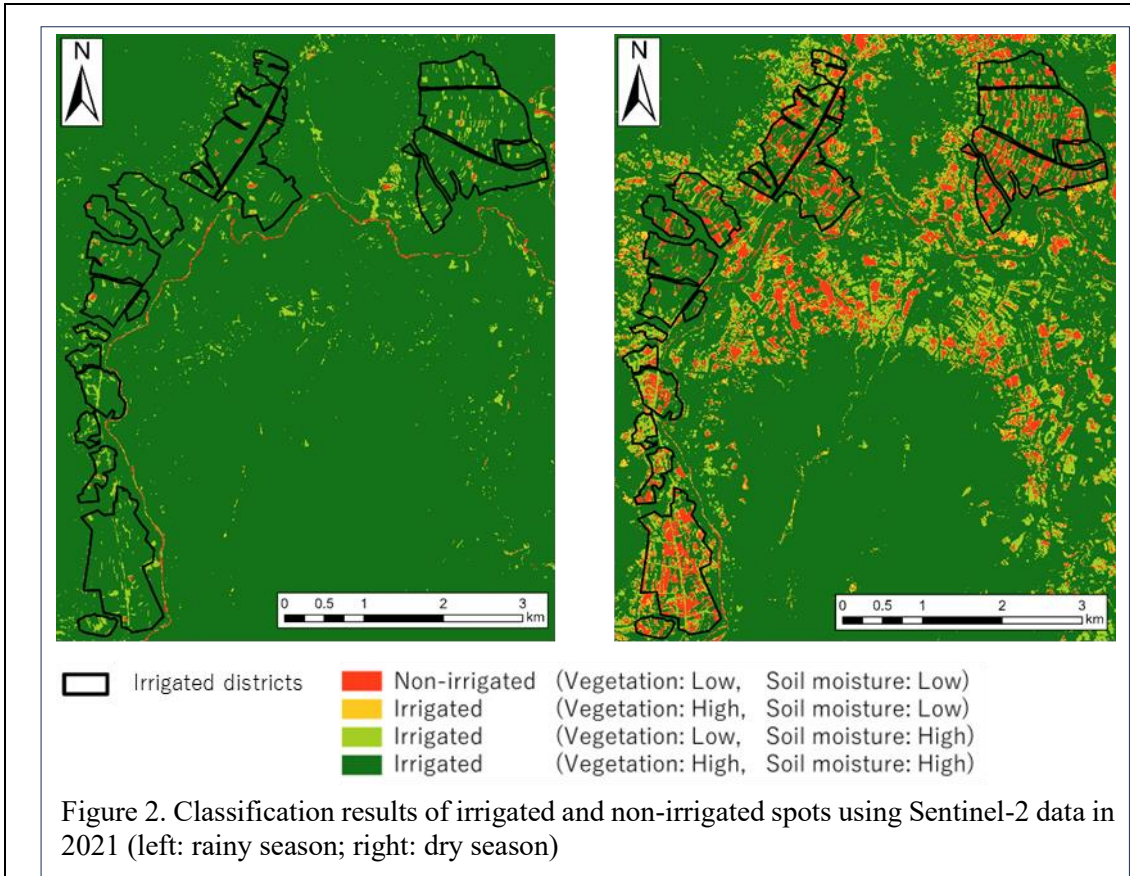 N
N
0 0.5 1 2 3
km
0 0.5 1 2 3
km
Irrigated districts
Non-irrigated (Vegetation: Low, Soil moisture: Low)
Irrigated (Vegetation: High, Soil moisture: Low)
Irrigated (Vegetation: Low, Soil moisture: High)
Irrigated (Vegetation: High, Soil moisture: High)
Figure 2. Classification results of irrigated and non-irrigated spots using Sentinel-2 data in
2021 (left: rainy season; right: dry season)